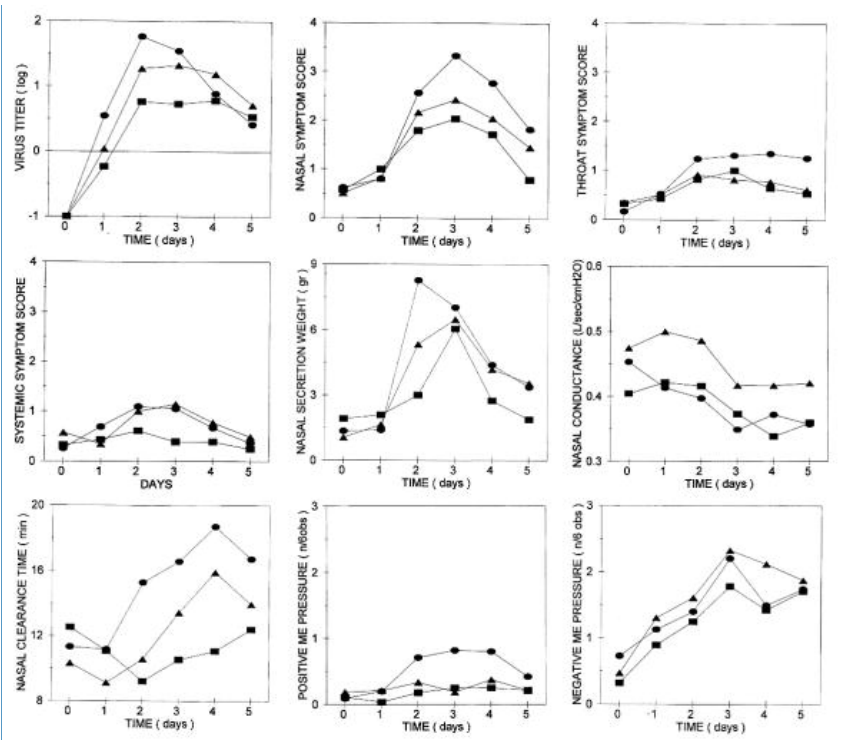 VIRUS TITER ( log )
2
1
0
-1
0 1 2 3 4 5
TIME ( days )
NASAL SYMPTOM SCORE
4
3
2
1
0
0 1 2 3 4 5
TIME ( days )
THROAT SYMPTOM SCORE
4
3
2
1
0
0 1 2 3 4 5
TIME ( days )
SYSTEMIC SYMPTOM SCORE
4
3
2
1
0
0 1 2 3 4 5
DAYS
NASAL SECRETION WEIGHT ( gr )
9
6
3
0
0 1 2 3 4 5
TIME ( days )
NASAL CONDUCTANCE (L/sec/cmH2O)
0.6
0.5
0.4
0.3
0 1 2 3 4 5
TIME ( days )
NASAL CLEARANCE TIME ( min )
20
16
12
8
0 1 2 3 4 5
TIME ( days )
POSITIVE ME PRESSURE ( n/6obs )
3
2
1
0
0 1 2 3 4 5
TIME ( days )
NEGATIVE ME PRESSURE ( n/6 obs )
3
2
1
0
0 1 2 3 4 5
TIME ( days )